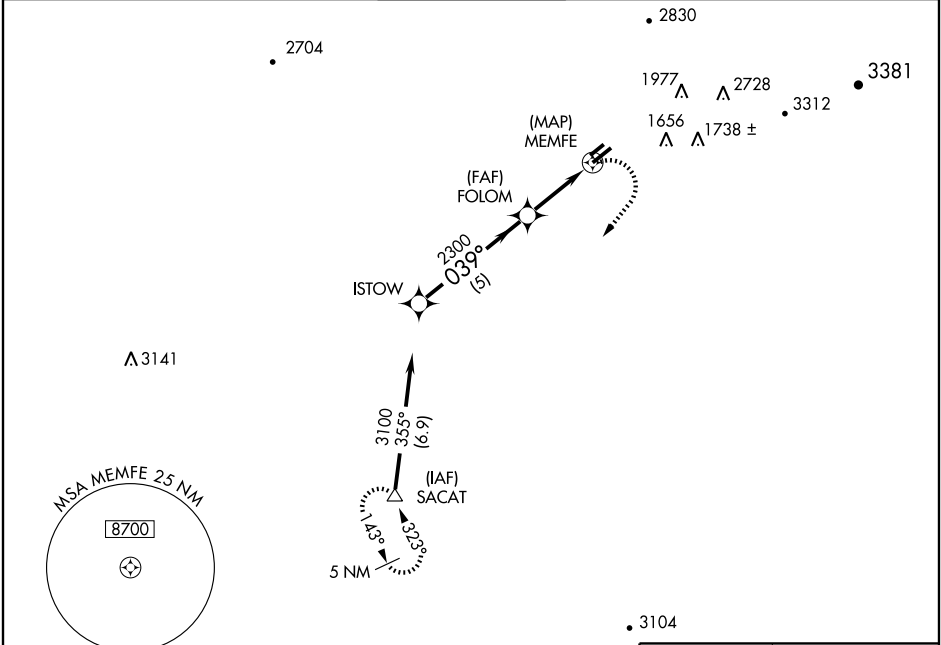 2830
2704
3381
1977
2728
3312
1656
1738 ±
(MAP)
MEMFE
(FAF)
FOLOM
2300
039°
(5)
ISTOW
3141
3100
355°
(6.9)
(IAF)
SACAT
MSA MEMFE 25 NM
8700
143°
323°
5 NM
3104